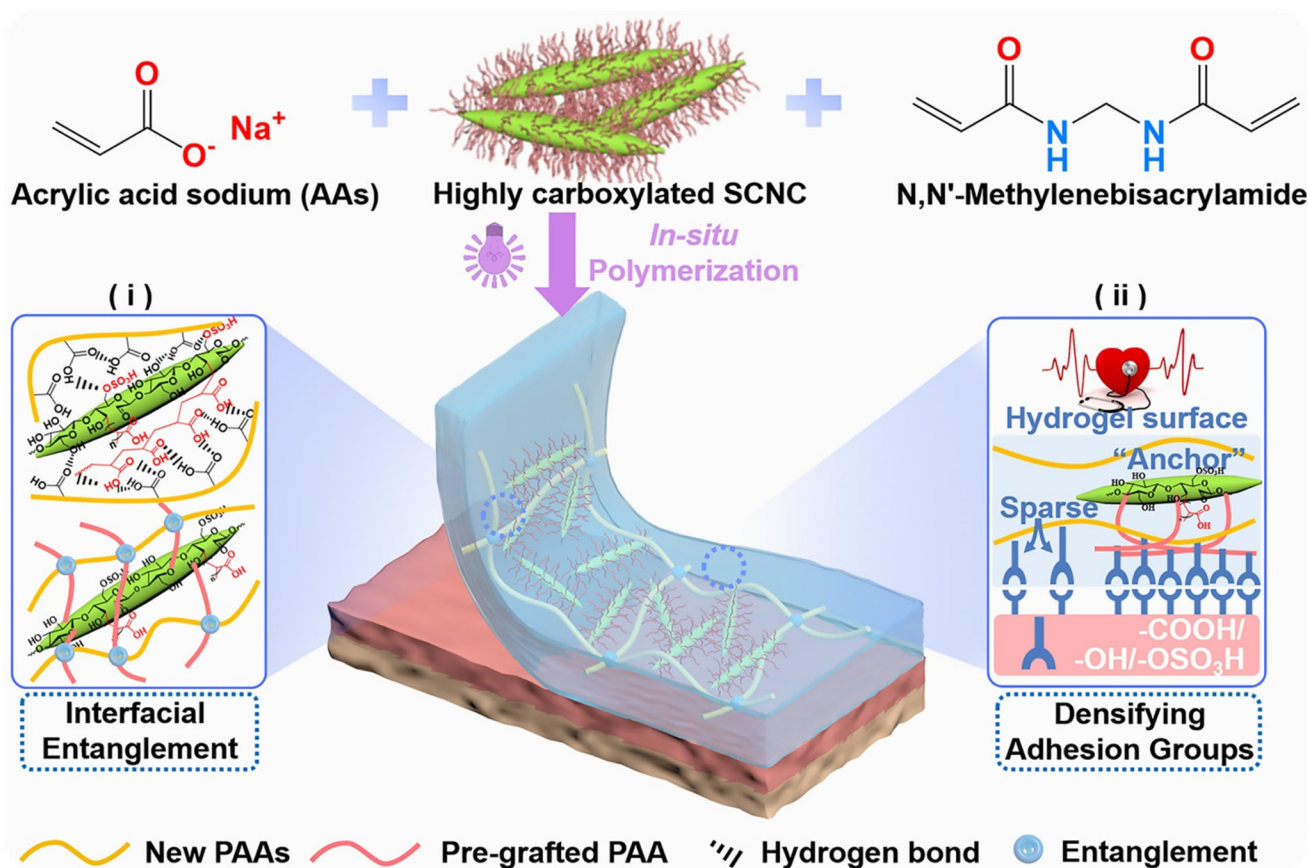 O
O- Na+
Acrylic acid sodium (AAs)
Highly carboxylated SCNC
O O
N N
H H
N,N'-Methylenebisacrylamide
In-situ
Polymerization
( i )
( ii )
Interfacial
Entanglement
Hydrogel surface
“Anchor”
Sparse
-COOH/
-OH/-OSO3H
Densifying
Adhesion Groups
New PAAs
Pre-grafted PAA
Hydrogen bond
Entanglement